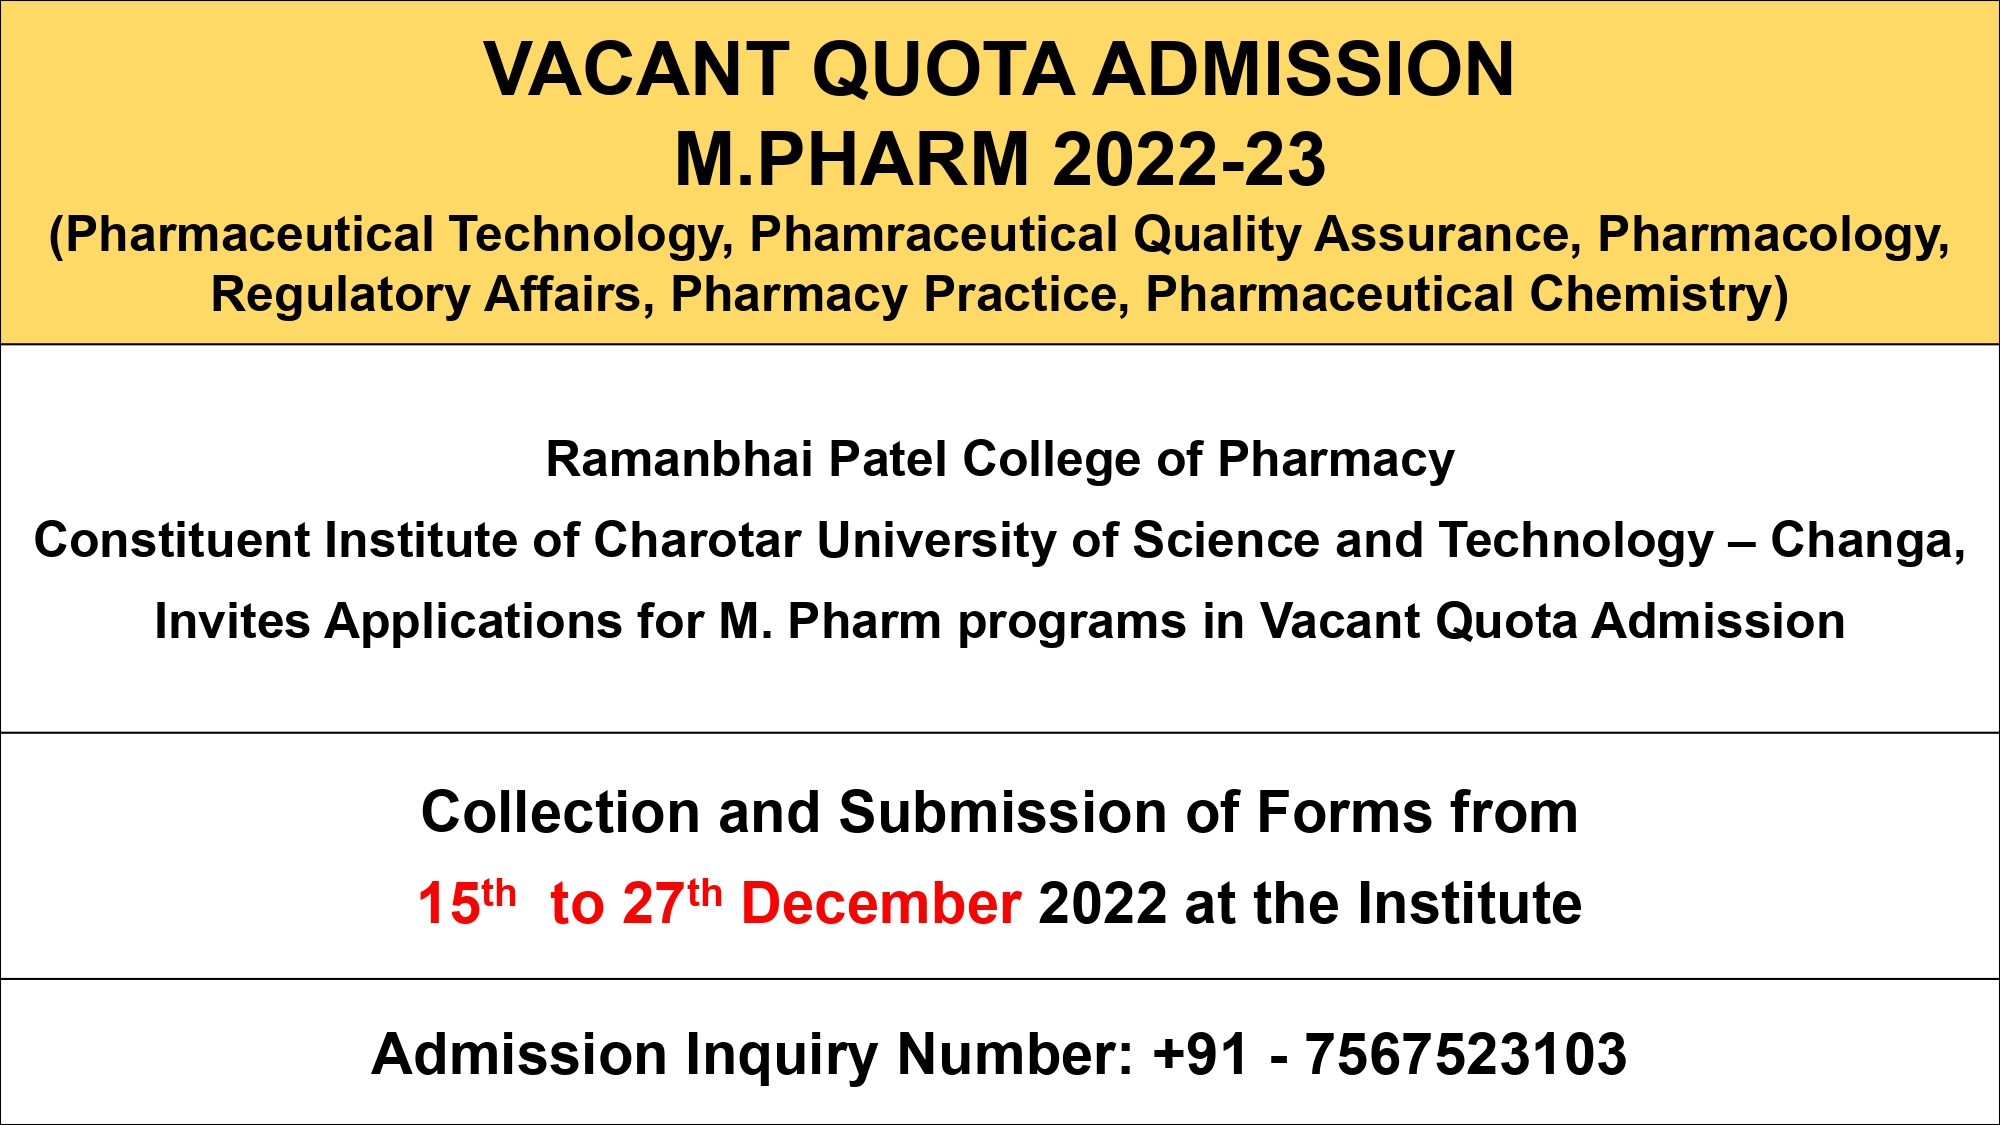 VACANT QUOTA ADMISSION
M.PHARM 2022-23
(Pharmaceutical Technology, Phamraceutical Quality Assurance, Pharmacology,
Regulatory Affairs, Pharmacy Practice, Pharmaceutical Chemistry)
Ramanbhai Patel College of Pharmacy
Constituent Institute of Charotar University of Science and Technology – Changa,
Invites Applications for M. Pharm programs in Vacant Quota Admission
Collection and Submission of Forms from
15th to 27th December 2022 at the Institute
Admission Inquiry Number: +91 - 7567523103